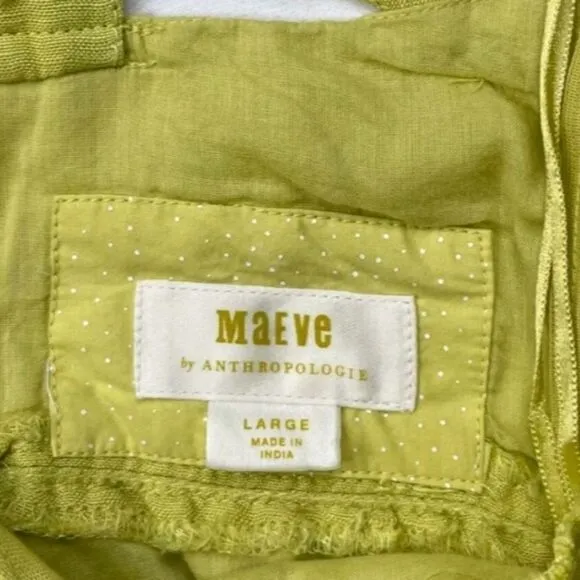 MaEve
by ANTHROPOLOGIE
LARGE
MADE IN
INDIA